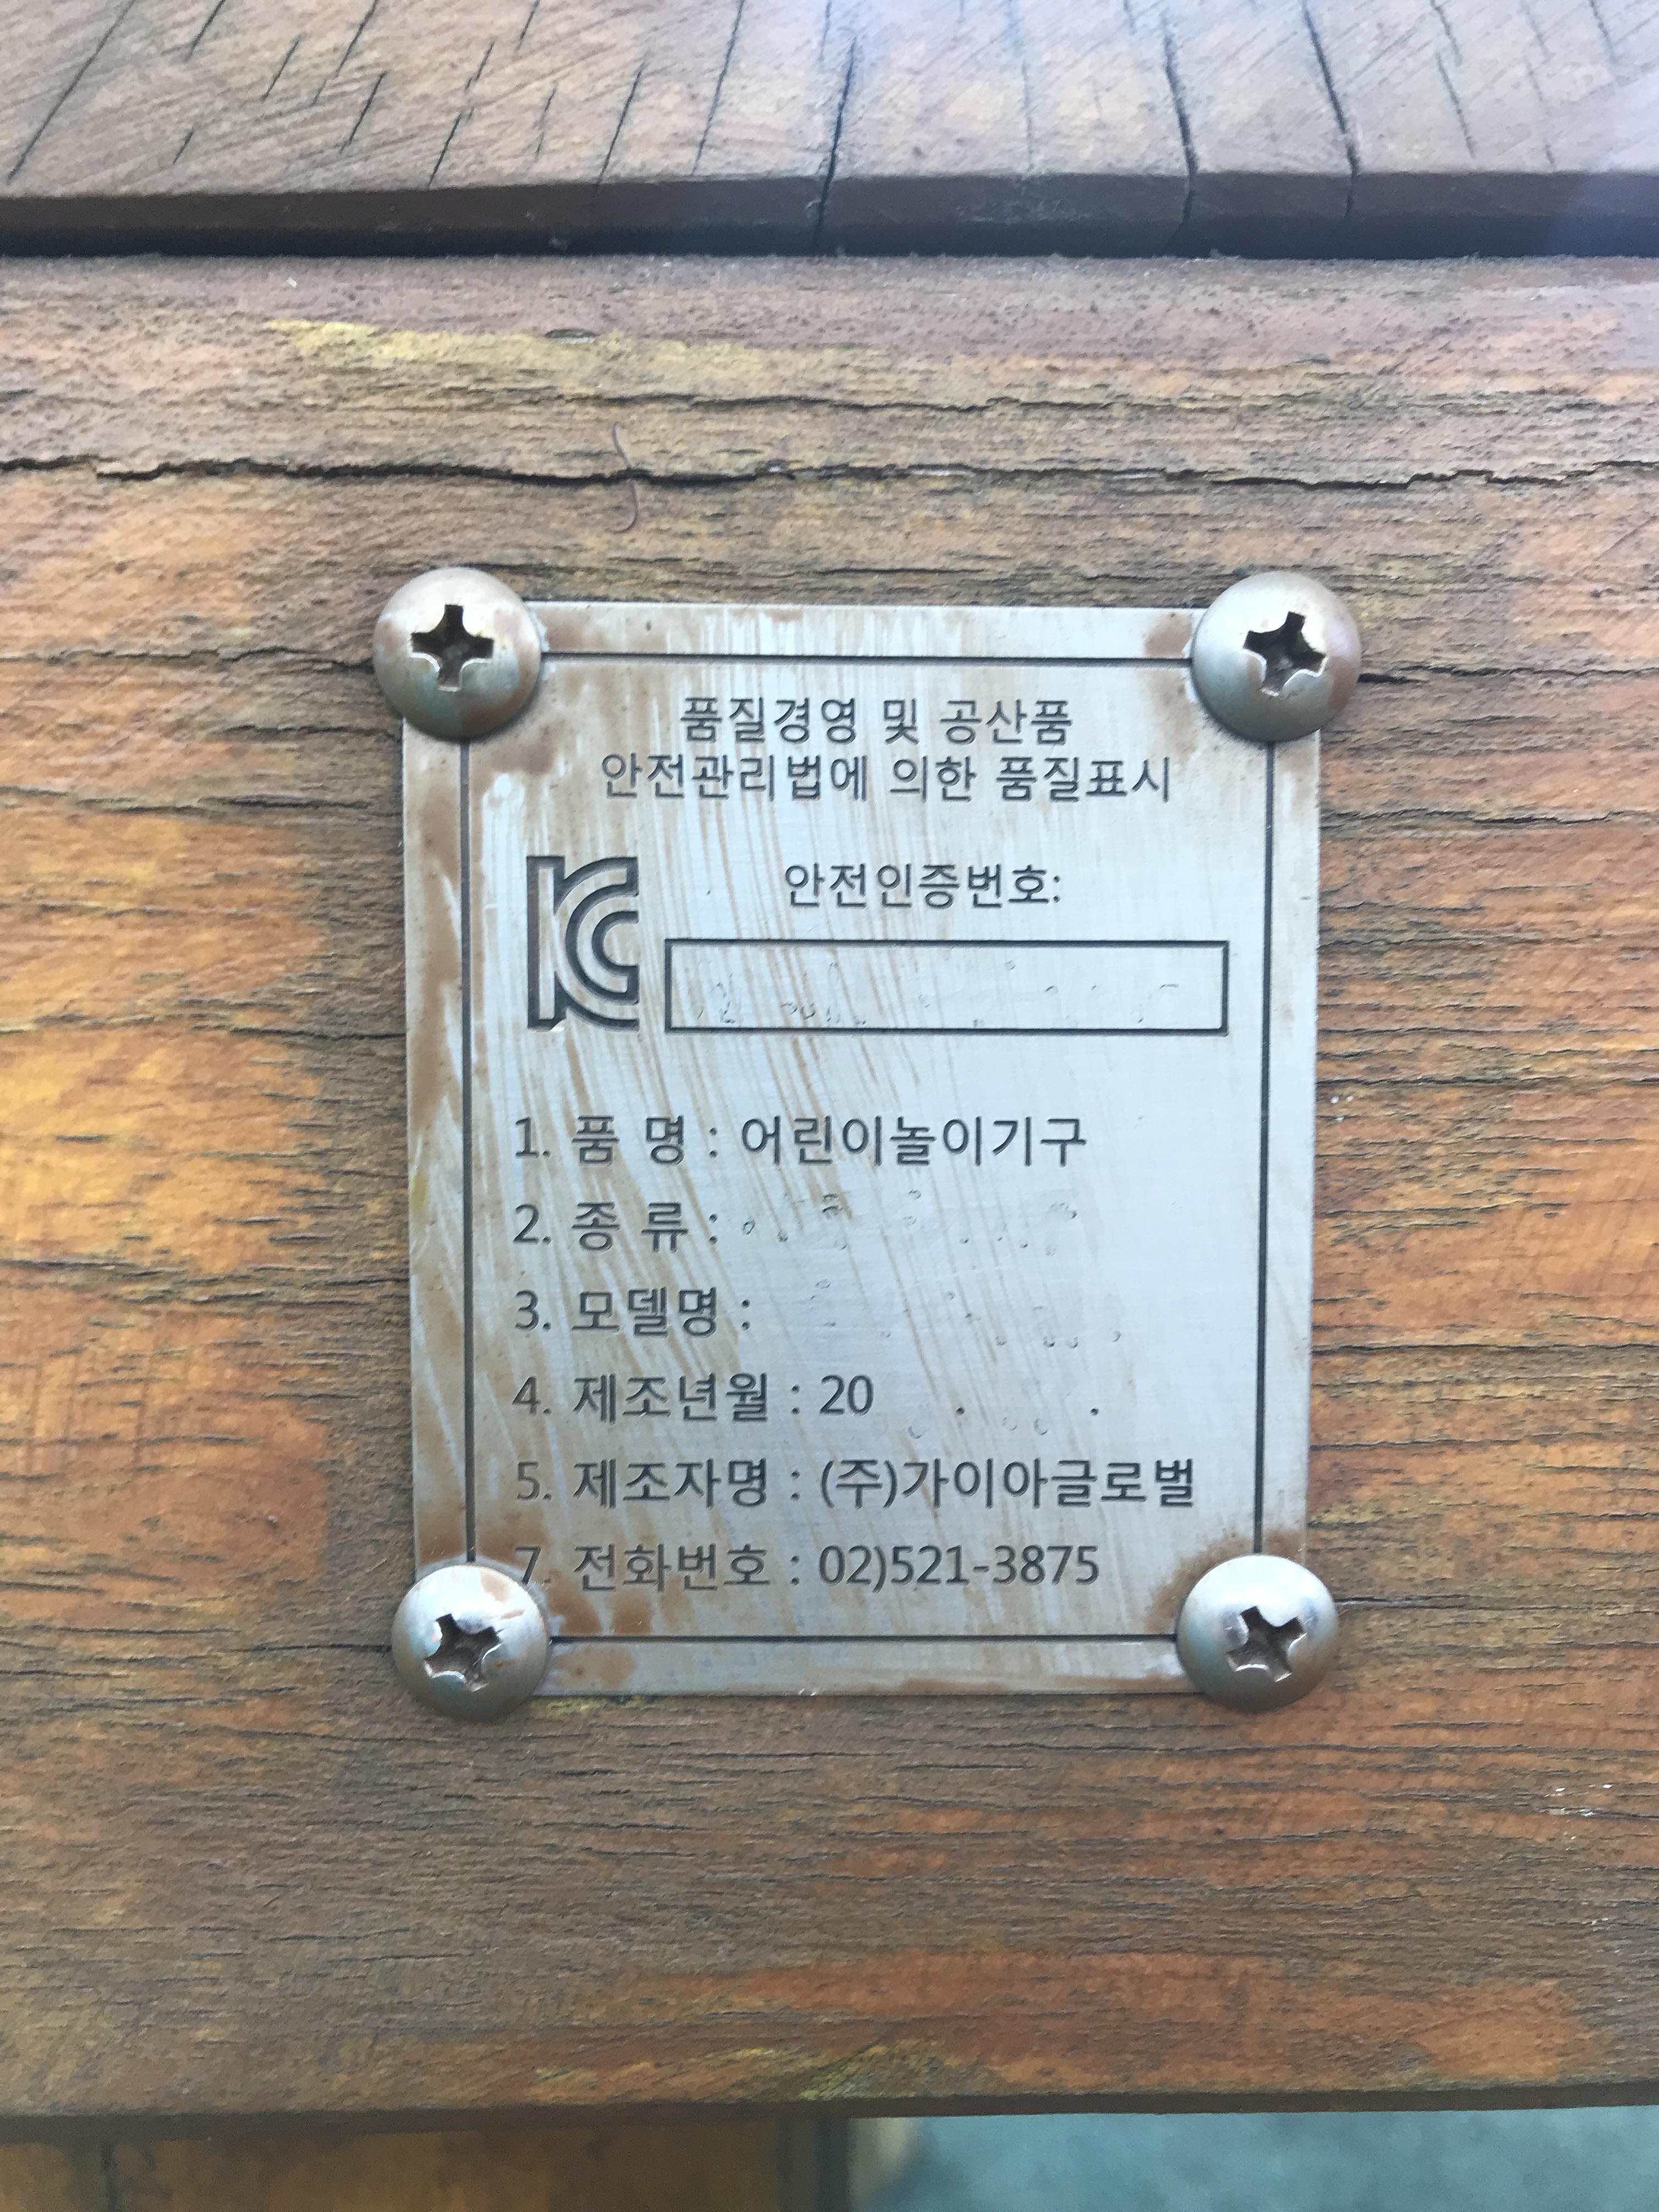 품질경영 및 공산품
안전관리법에 의한 품질표시
KC
안전인증번호:
1. 품 명 : 어린이놀이기구
2. 종 류 :
3. 모델명 :
4. 제조년월 : 20 . .
5. 제조자명 : (주)가이아글로벌
7. 전화번호 : 02)521-3875